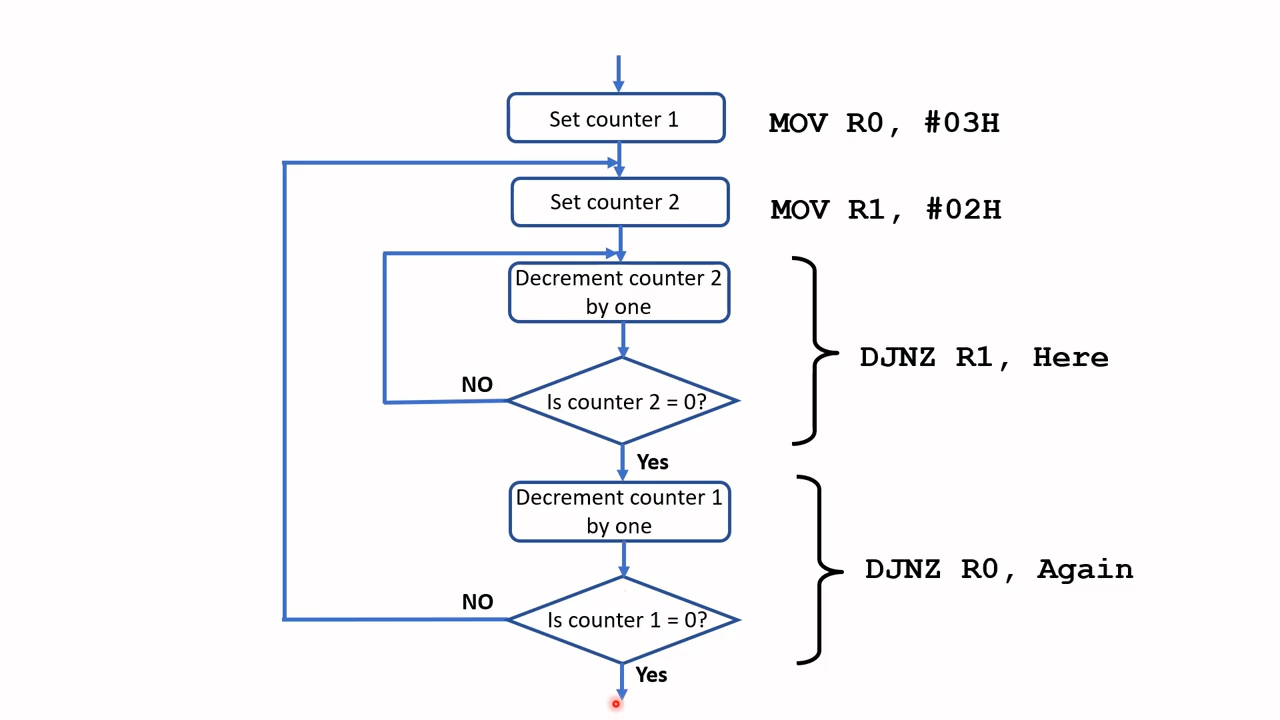 Set counter 1
MOV R0, #03H
Set counter 2
MOV R1, #02H
Decrement counter 2
by one
DJNZ R1, Here
NO
Is counter 2 = 0?
Yes
Decrement counter 1
by one
DJNZ R0, Again
NO
Is counter 1 = 0?
Yes